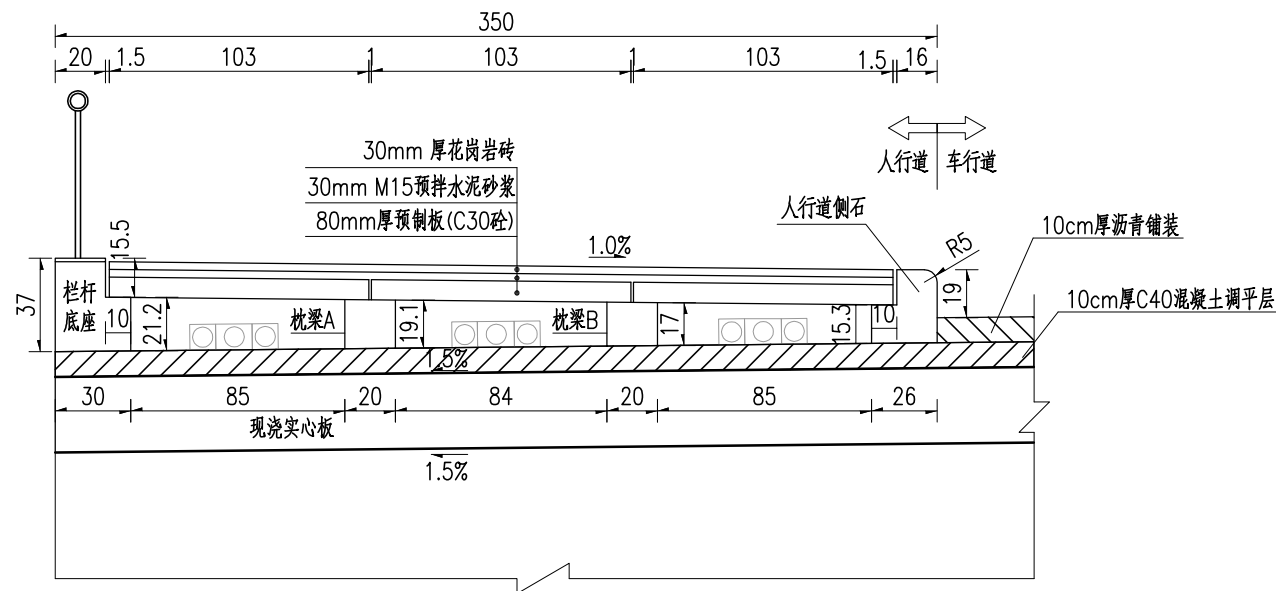 350
20
1.5
103
1
103
1
103
1.5
16
人行道
车行道
30mm 厚花岗岩砖
30mm M15预拌水泥砂浆
80mm厚预制板(C30砼)
人行道侧石
10cm厚沥青铺装
R5
1.0%
15.5
37
栏杆
底座
10
21.2
枕梁A
19.1
枕梁B
17
15.3
10
19
10cm厚C40混凝土调平层
1.5%
30
85
20
84
20
85
26
现浇实心板
1.5%